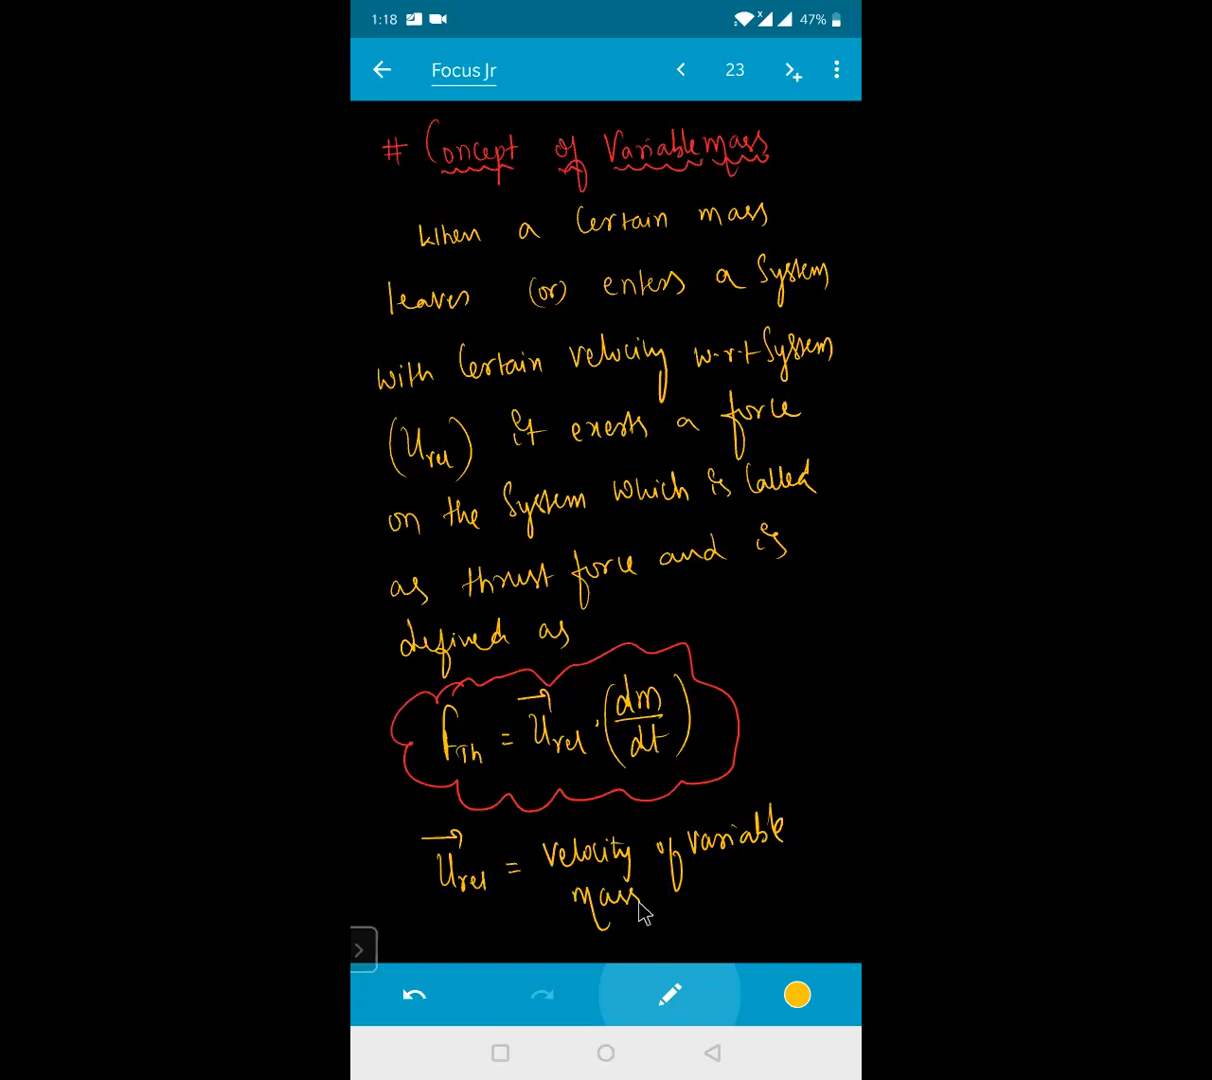 1:18 47%
Focus Jr 23
# Concept of Variable mass
When a Certain mass
leaves (or) enters a System
with Certain velocity w.r.t System
(Urel) it exerts a force
on the System which is Called
as thrust force and is
defined as
FTh = Urel . (dm/dt)
Urel = Velocity of variable
mass